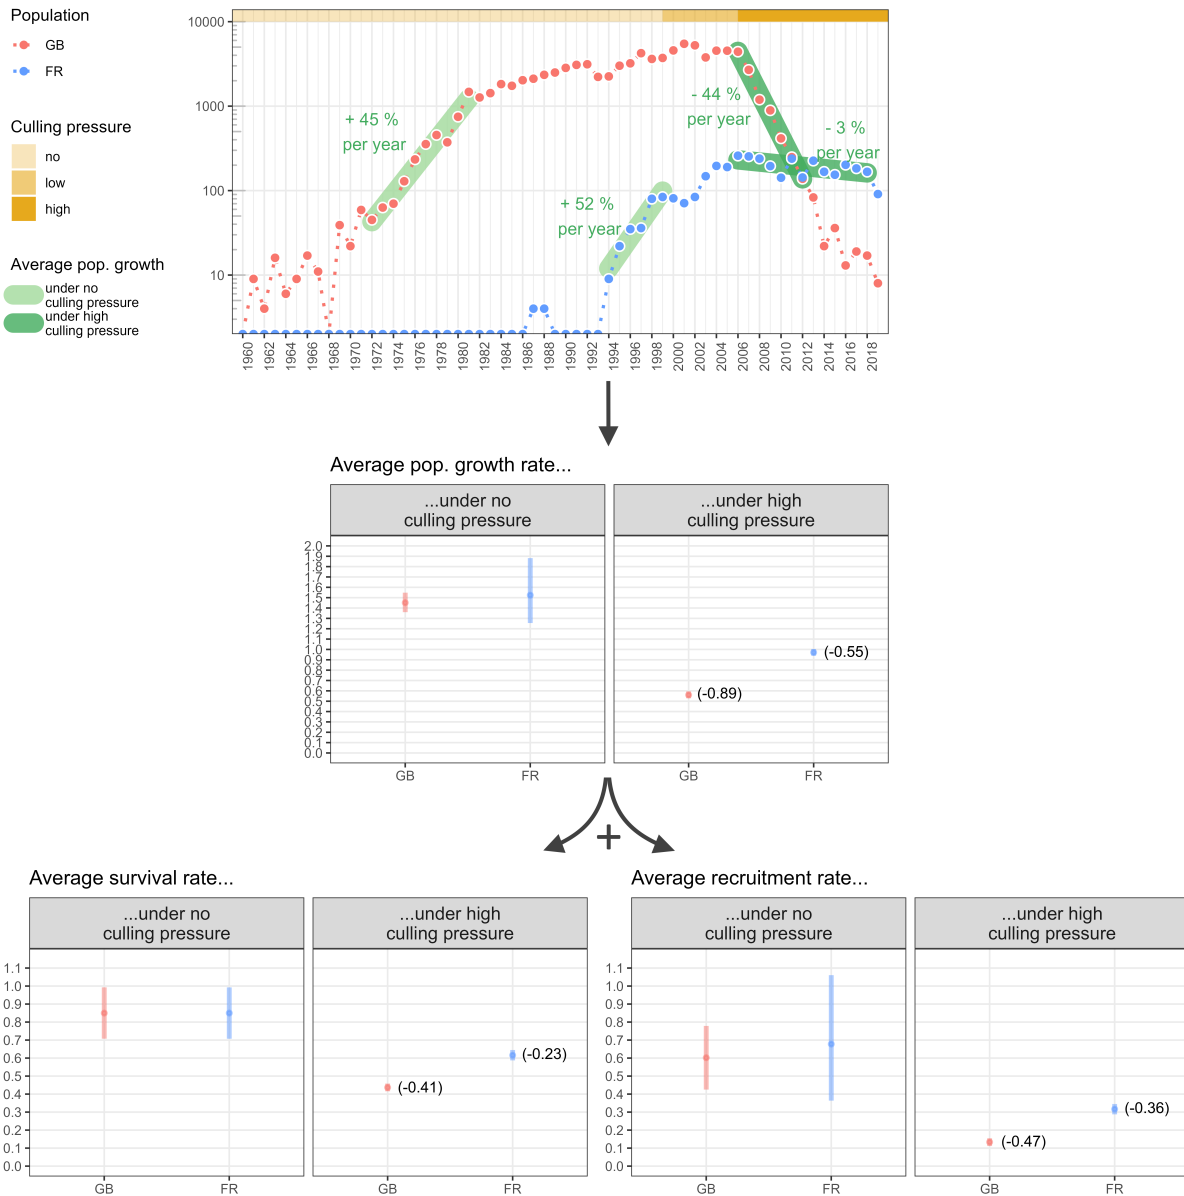 Population
GB
FR
Culling pressure
no
low
high
Average pop. growth
under no
culling pressure
under high
culling pressure
10000
1000
100
10
+ 45 %
per year
+ 52 %
per year
- 44 %
per year
- 3 %
per year
1960 1962 1964 1966 1968 1970 1972 1974 1976 1978 1980 1982 1984 1986 1988 1990 1992 1994 1996 1998 2000 2002 2004 2006 2008 2010 2012 2014 2016 2018
Average pop. growth rate...
...under no
culling pressure
...under high
culling pressure
2.0
1.9
1.8
1.7
1.6
1.5
1.4
1.3
1.2
1.1
1.0
0.9
0.8
0.7
0.6
0.5
0.4
0.3
0.2
0.1
0.0
(-0.55)
(-0.89)
GB FR GB FR
+
Average survival rate...
...under no
culling pressure
...under high
culling pressure
1.1
1.0
0.9
0.8
0.7
0.6
0.5
0.4
0.3
0.2
0.1
0.0
(-0.23)
(-0.41)
GB FR GB FR
Average recruitment rate...
...under no
culling pressure
...under high
culling pressure
1.1
1.0
0.9
0.8
0.7
0.6
0.5
0.4
0.3
0.2
0.1
0.0
(-0.36)
(-0.47)
GB FR GB FR